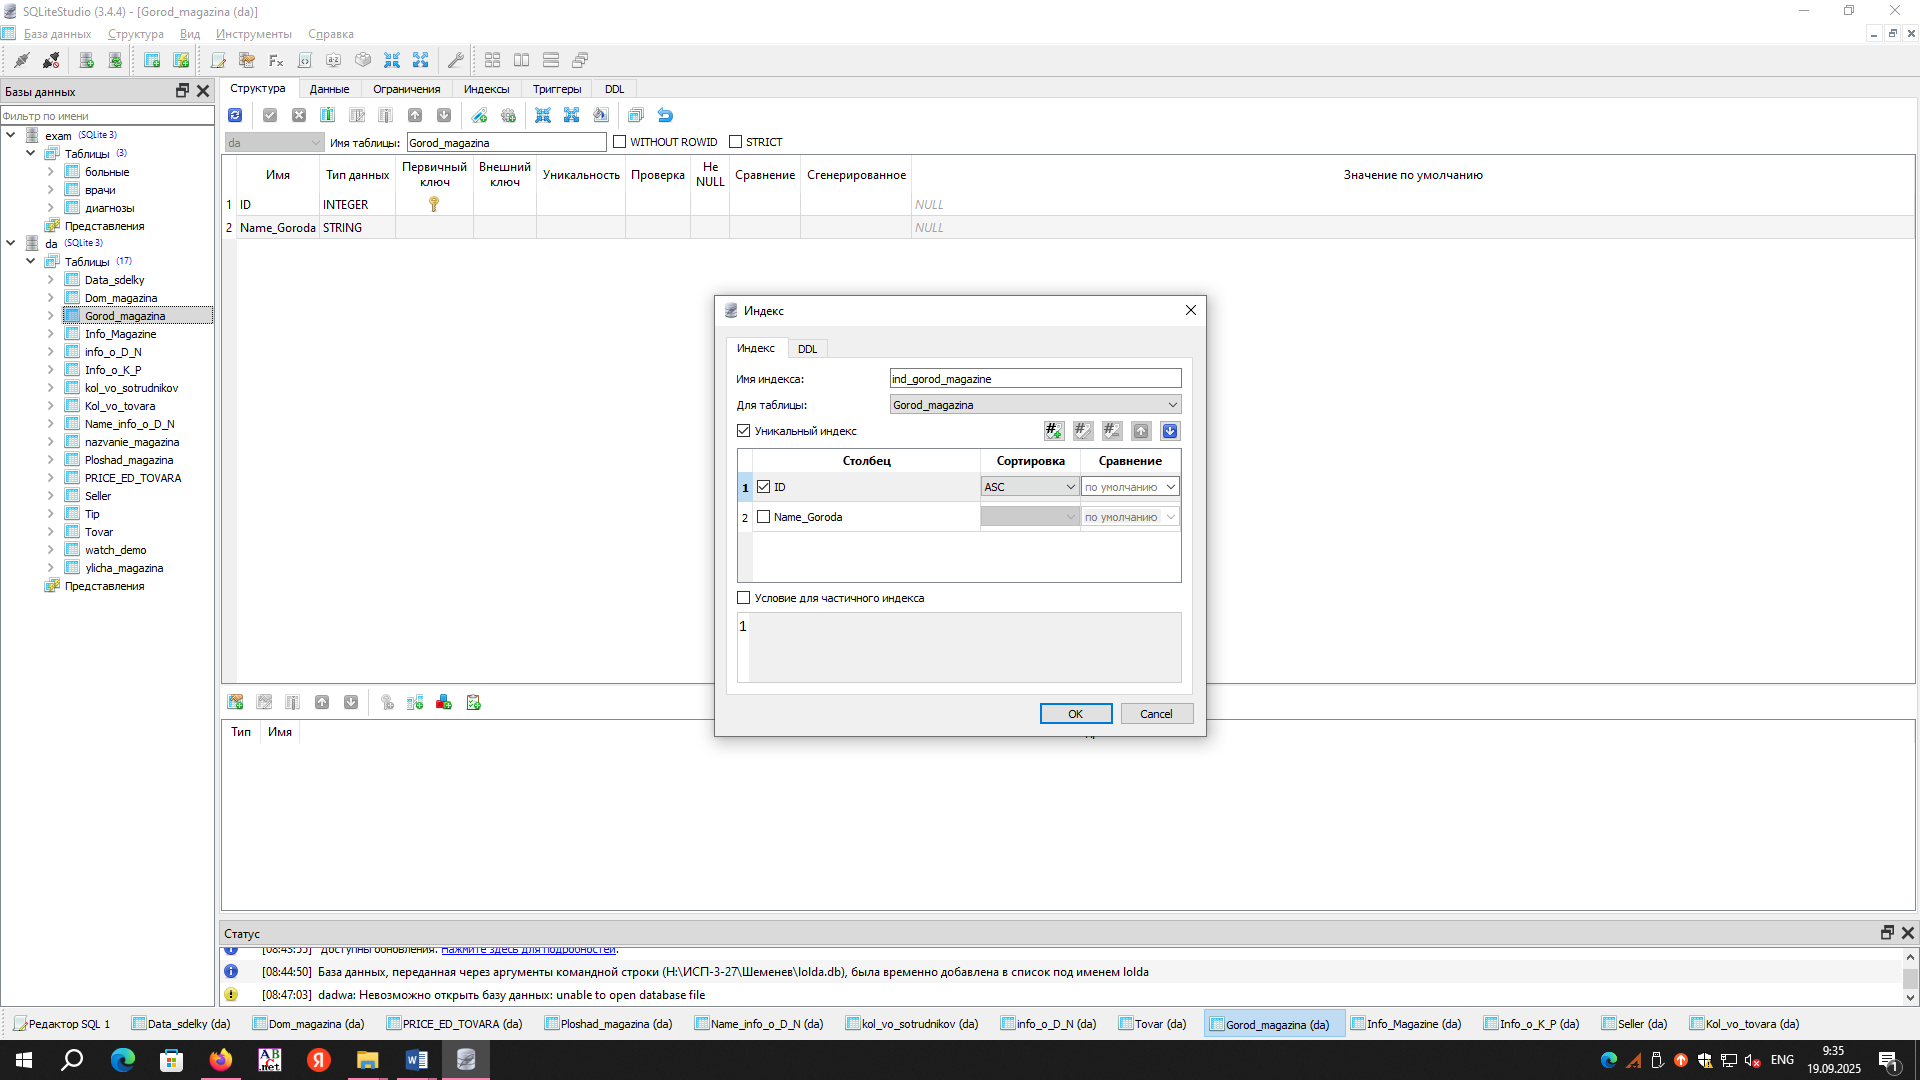 SQLiteStudio (3.4.4) - [Gorod_magazina (da)]
База данных Структура Вид Инструменты Справка
Базы данных
Фильтр по имени
exam (SQLite 3)
Таблицы (3)
больные
врачи
диагнозы
Представления
da (SQLite 3)
Таблицы (17)
Data_sdelky
Dom_magazina
Gorod_magazina
Info_Magazine
info_o_D_N
Info_o_K_P
kol_vo_sotrudnikov
Kol_vo_tovara
Name_info_o_D_N
nazvanie_magazina
Ploshad_magazina
PRICE_ED_TOVARA
Seller
Tip
Tovar
watch_demo
ylicha_magazina
Представления
Структура Данные Ограничения Индексы Триггеры DDL
da Имя таблицы: Gorod_magazina WITHOUT ROWID STRICT
Имя Тип данных Первичный ключ Внешний ключ Уникальность Проверка Не NULL Сравнение Сгенерированное Значение по умолчанию
1 ID INTEGER NULL
2 Name_Goroda STRING NULL
Индекс
Индекс DDL
Имя индекса: ind_gorod_magazine
Для таблицы: Gorod_magazina
Уникальный индекс
Столбец Сортировка Сравнение
1 ID ASC по умолчанию
2 Name_Goroda по умолчанию
Условие для частичного индекса
1
OK Cancel
Тип Имя
Статус
[08:43:55] Доступны обновления. Нажмите здесь для подробностей.
[08:44:50] База данных, переданная через аргументы командной строки (H:\ИСП-3-27\Шеменев\lolda.db), была временно добавлена в список под именем lolda
[08:47:03] dadwa: Невозможно открыть базу данных: unable to open database file
Редактор SQL 1 Data_sdelky (da) Dom_magazina (da) PRICE_ED_TOVARA (da) Ploshad_magazina (da) Name_info_o_D_N (da) kol_vo_sotrudnikov (da) info_o_D_N (da) Tovar (da) Gorod_magazina (da) Info_Magazine (da) Info_o_K_P (da) Seller (da) Kol_vo_tovara (da)
ENG
9:35
19.09.2025
1